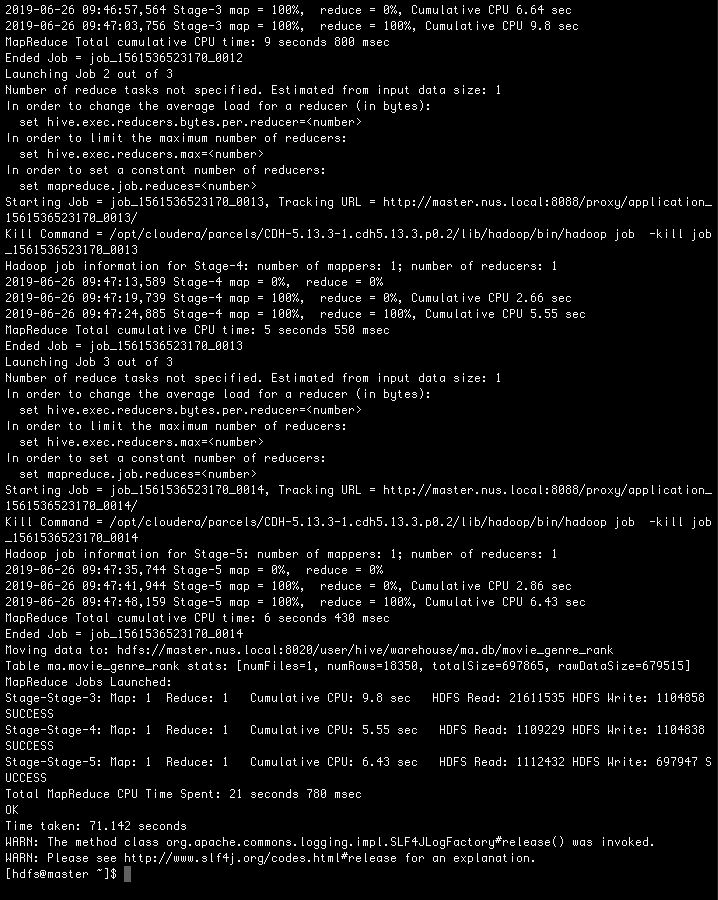 2019-06-26 09:46:57,564 Stage-3 map = 100%,  reduce = 0%, Cumulative CPU 6.64 sec
2019-06-26 09:47:03,756 Stage-3 map = 100%,  reduce = 100%, Cumulative CPU 9.8 sec
MapReduce Total cumulative CPU time: 9 seconds 800 msec
Ended Job = job_1561536523170_0012
Launching Job 2 out of 3
Number of reduce tasks not specified. Estimated from input data size: 1
In order to change the average load for a reducer (in bytes):
  set hive.exec.reducers.bytes.per.reducer=<number>
In order to limit the maximum number of reducers:
  set hive.exec.reducers.max=<number>
In order to set a constant number of reducers:
  set mapreduce.job.reduces=<number>
Starting Job = job_1561536523170_0013, Tracking URL = http://master.nus.local:8088/proxy/application_
1561536523170_0013/
Kill Command = /opt/cloudera/parcels/CDH-5.13.3-1.cdh5.13.3.p0.2/lib/hadoop/bin/hadoop job  -kill job
_1561536523170_0013
Hadoop job information for Stage-4: number of mappers: 1; number of reducers: 1
2019-06-26 09:47:13,589 Stage-4 map = 0%,  reduce = 0%
2019-06-26 09:47:19,739 Stage-4 map = 100%,  reduce = 0%, Cumulative CPU 2.66 sec
2019-06-26 09:47:24,885 Stage-4 map = 100%,  reduce = 100%, Cumulative CPU 5.55 sec
MapReduce Total cumulative CPU time: 5 seconds 550 msec
Ended Job = job_1561536523170_0013
Launching Job 3 out of 3
Number of reduce tasks not specified. Estimated from input data size: 1
In order to change the average load for a reducer (in bytes):
  set hive.exec.reducers.bytes.per.reducer=<number>
In order to limit the maximum number of reducers:
  set hive.exec.reducers.max=<number>
In order to set a constant number of reducers:
  set mapreduce.job.reduces=<number>
Starting Job = job_1561536523170_0014, Tracking URL = http://master.nus.local:8088/proxy/application_
1561536523170_0014/
Kill Command = /opt/cloudera/parcels/CDH-5.13.3-1.cdh5.13.3.p0.2/lib/hadoop/bin/hadoop job  -kill job
_1561536523170_0014
Hadoop job information for Stage-5: number of mappers: 1; number of reducers: 1
2019-06-26 09:47:35,744 Stage-5 map = 0%,  reduce = 0%
2019-06-26 09:47:41,944 Stage-5 map = 100%,  reduce = 0%, Cumulative CPU 2.86 sec
2019-06-26 09:47:48,159 Stage-5 map = 100%,  reduce = 100%, Cumulative CPU 6.43 sec
MapReduce Total cumulative CPU time: 6 seconds 430 msec
Ended Job = job_1561536523170_0014
Moving data to: hdfs://master.nus.local:8020/user/hive/warehouse/ma.db/movie_genre_rank
Table ma.movie_genre_rank stats: [numFiles=1, numRows=18350, totalSize=697865, rawDataSize=679515]
MapReduce Jobs Launched:
Stage-Stage-3: Map: 1  Reduce: 1   Cumulative CPU: 9.8 sec   HDFS Read: 21611535 HDFS Write: 1104858
SUCCESS
Stage-Stage-4: Map: 1  Reduce: 1   Cumulative CPU: 5.55 sec   HDFS Read: 1109229 HDFS Write: 1104838
SUCCESS
Stage-Stage-5: Map: 1  Reduce: 1   Cumulative CPU: 6.43 sec   HDFS Read: 1112432 HDFS Write: 697947 S
UCCESS
Total MapReduce CPU Time Spent: 21 seconds 780 msec
OK
Time taken: 71.142 seconds
WARN: The method class org.apache.commons.logging.impl.SLF4JLogFactory#release() was invoked.
WARN: Please see http://www.slf4j.org/codes.html#release for an explanation.
[hdfs@master ~]$